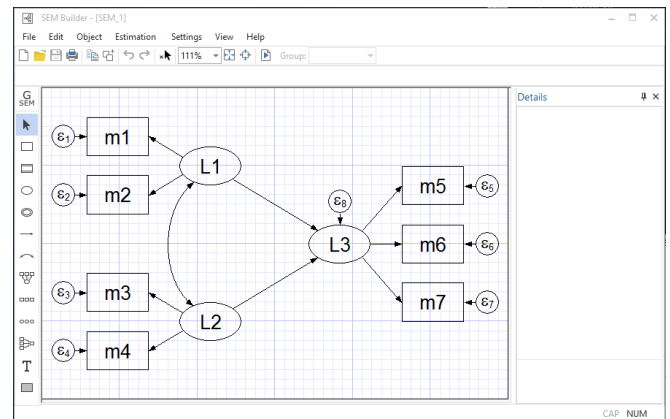 SEM Builder - [SEM_1]
File Edit Object Estimation Settings View Help
111% Group:
G
SEM
Details
ε1 m1
L1
ε2 m2
m5 ε5
ε8
L3 m6 ε6
ε3 m3
m7 ε7
L2
ε4 m4
T
CAP NUM